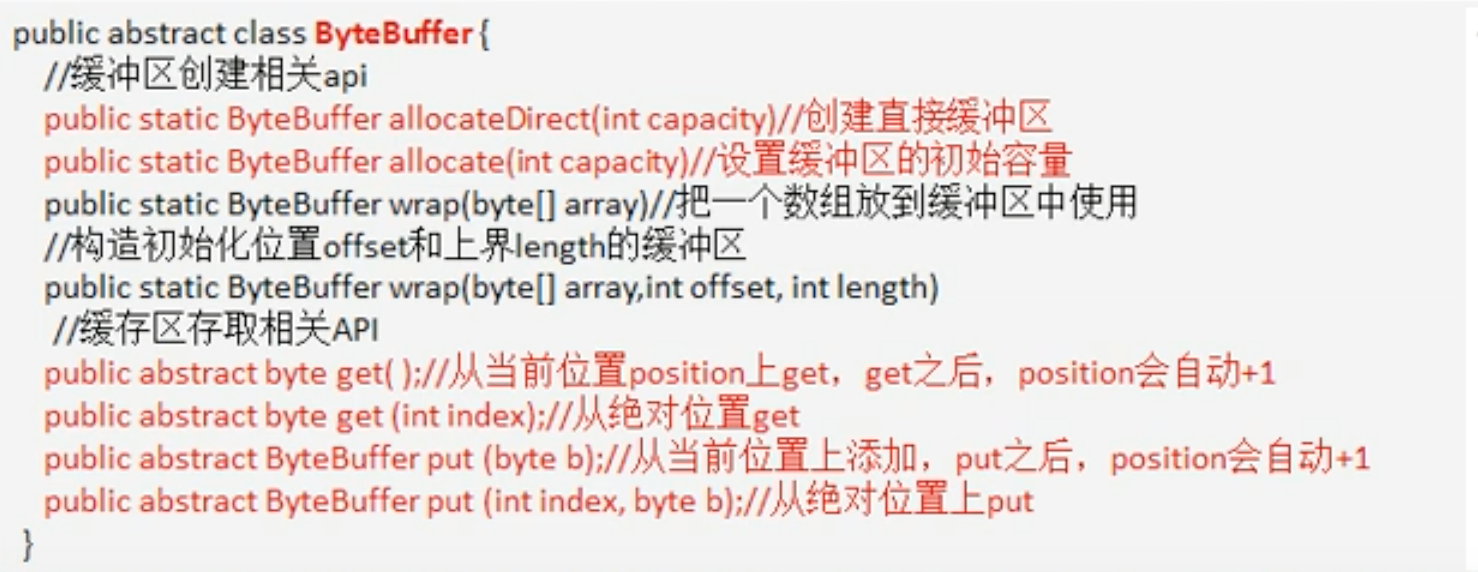 public abstract class ByteBuffer {
//缓冲区创建相关api
public static ByteBuffer allocateDirect(int capacity)//创建直接缓冲区
public static ByteBuffer allocate(int capacity)//设置缓冲区的初始容量
public static ByteBuffer wrap(byte[] array)//把一个数组放到缓冲区中使用
//构造初始化位置offset和上界length的缓冲区
public static ByteBuffer wrap(byte[] array,int offset, int length)
//缓存区存取相关API
public abstract byte get( );//从当前位置position上get，get之后，position会自动+1
public abstract byte get (int index);//从绝对位置get
public abstract ByteBuffer put (byte b);//从当前位置上添加，put之后，position会自动+1
public abstract ByteBuffer put (int index, byte b);//从绝对位置上put
}